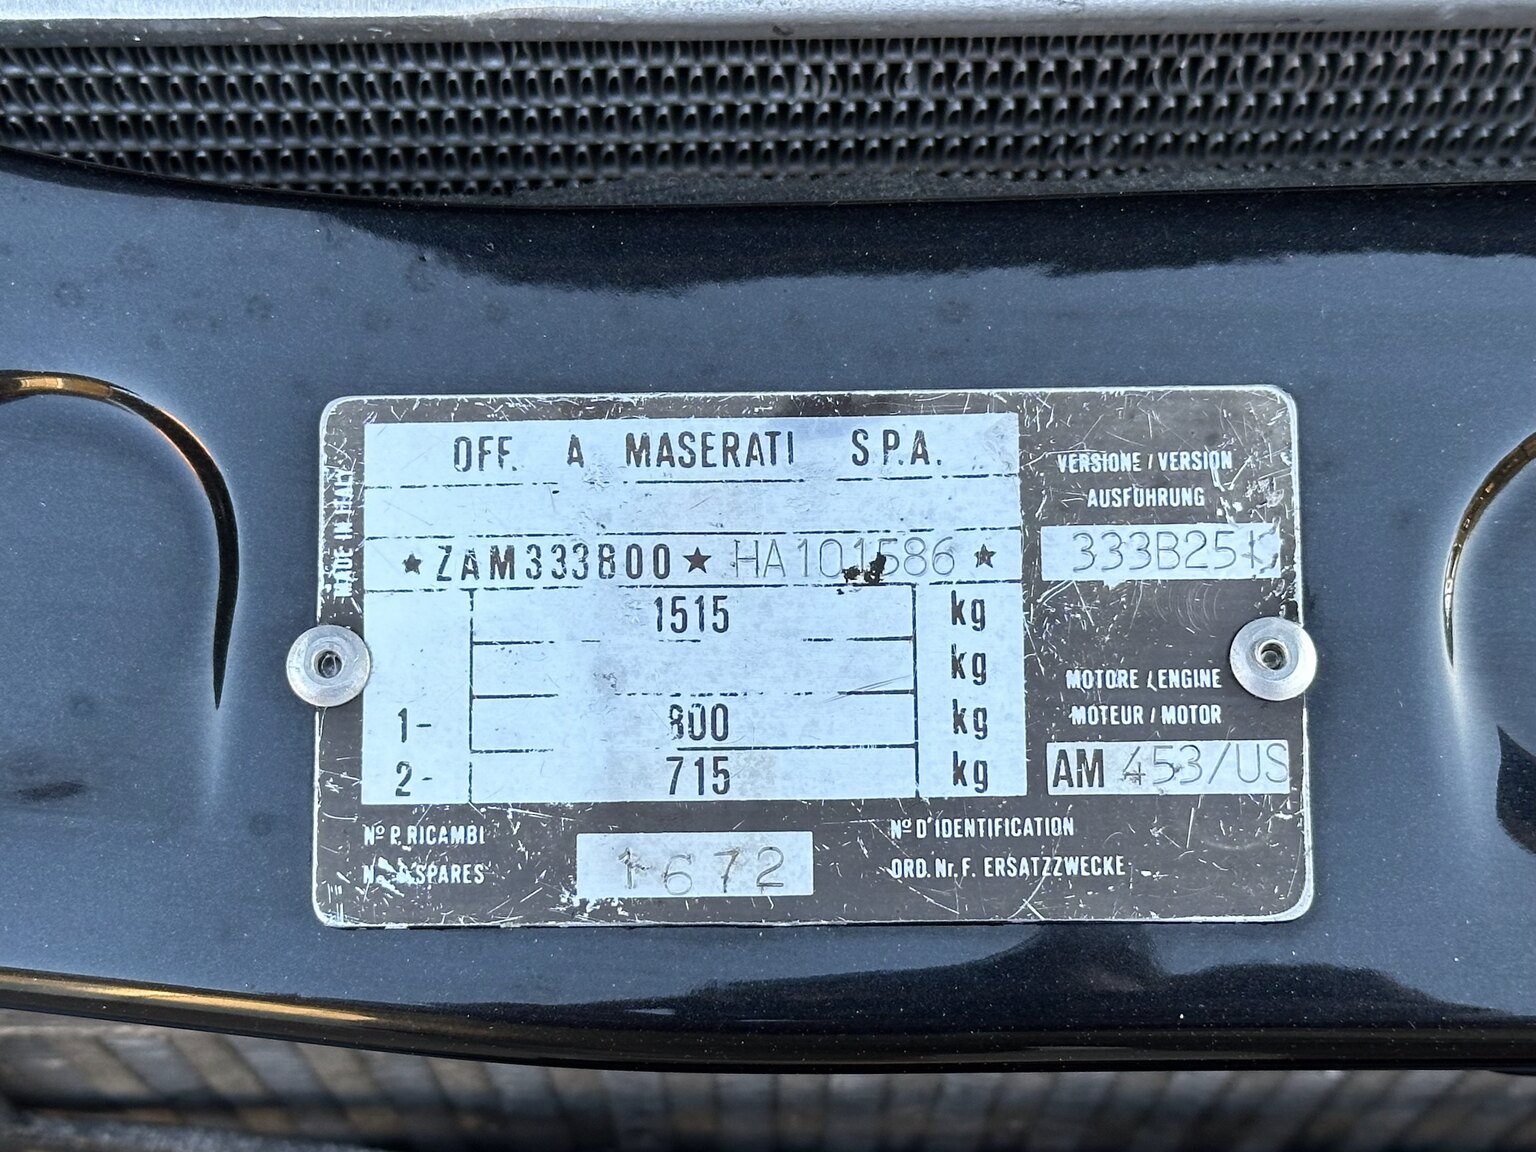 OFF. A MASERATI S.P.A.
MADE IN ITALY
★ZAM333B00★HA101586★
1515 kg
kg
1- 800 kg
2- 715 kg
VERSIONE / VERSION
AUSFÜHRUNG
MOTORE / ENGINE
MOTEUR / MOTOR
AM 453/US
Nº P. RICAMBI
SPARES
1672
Nº D'IDENTIFICATION
ORD. Nr. F. ERSATZZWECKE